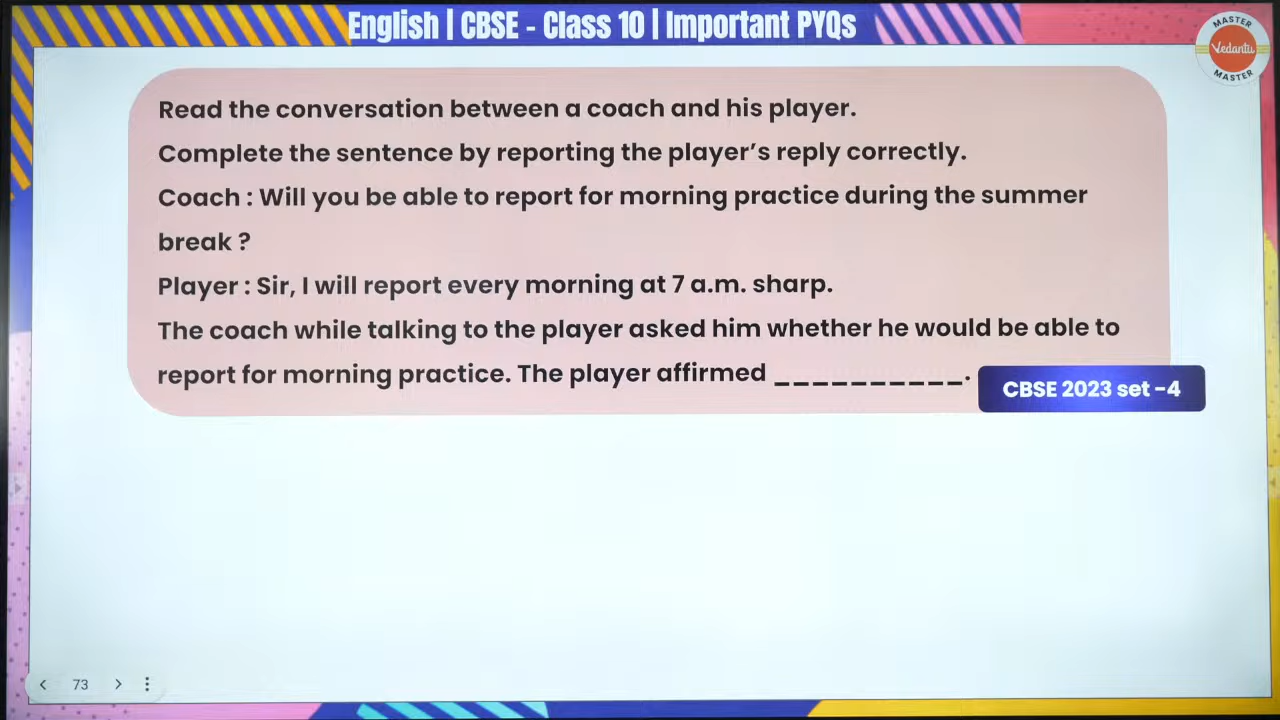 English | CBSE - Class 10 | Important PYQs
MASTER
Vedantu
MASTER
Read the conversation between a coach and his player.
Complete the sentence by reporting the player’s reply correctly.
Coach : Will you be able to report for morning practice during the summer
break ?
Player : Sir, I will report every morning at 7 a.m. sharp.
The coach while talking to the player asked him whether he would be able to
report for morning practice. The player affirmed __________.
CBSE 2023 set -4
73